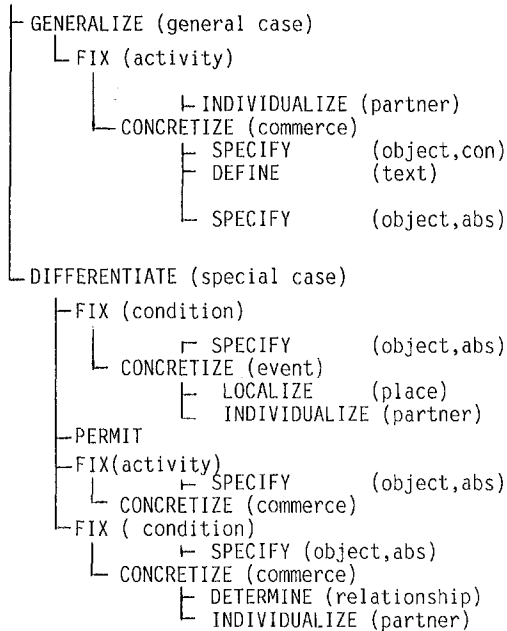 GENERALIZE (general case)
FIX (activity)
INDIVIDUALIZE (partner)
CONCRETIZE (commerce)
SPECIFY (object,con)
DEFINE (text)
SPECIFY (object,abs)
DIFFERENTIATE (special case)
FIX (condition)
SPECIFY (object,abs)
CONCRETIZE (event)
LOCALIZE (place)
INDIVIDUALIZE (partner)
PERMIT
FIX(activity)
SPECIFY (object,abs)
CONCRETIZE (commerce)
FIX ( condition)
SPECIFY (object,abs)
CONCRETIZE (commerce)
DETERMINE (relationship)
INDIVIDUALIZE (partner)